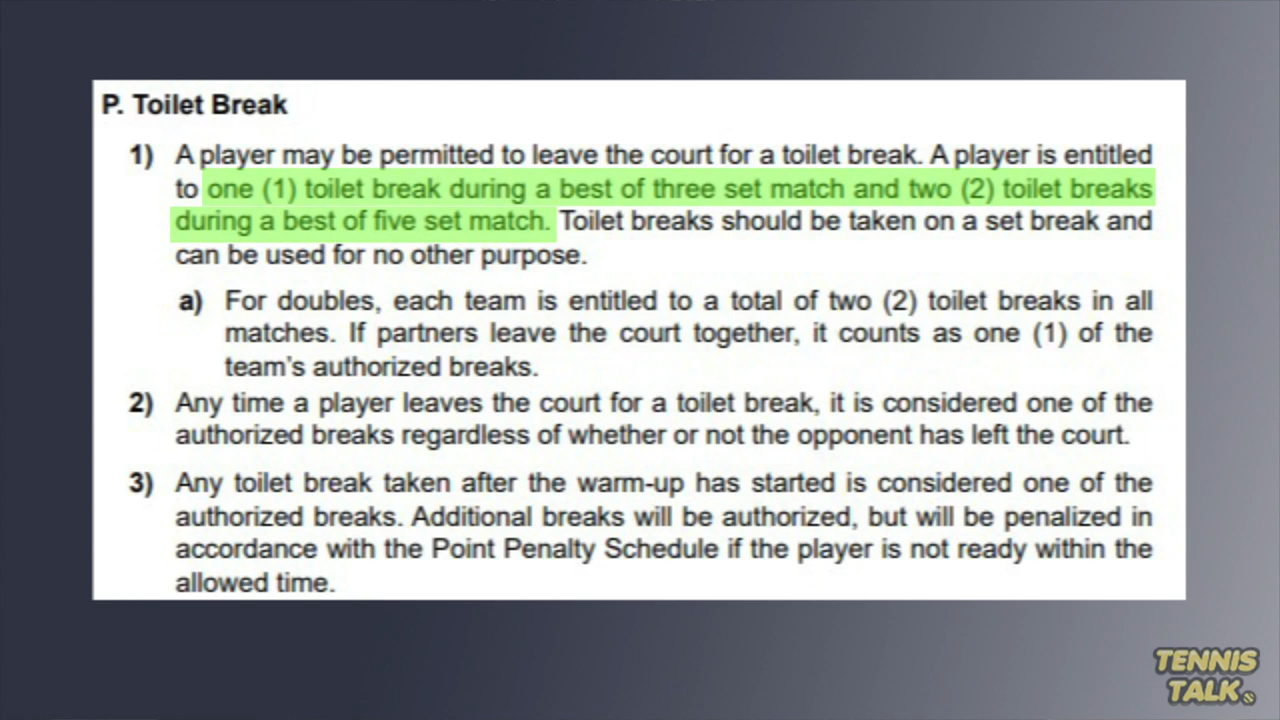 P. Toilet Break
1) A player may be permitted to leave the court for a toilet break. A player is entitled
to one (1) toilet break during a best of three set match and two (2) toilet breaks
during a best of five set match. Toilet breaks should be taken on a set break and
can be used for no other purpose.
a) For doubles, each team is entitled to a total of two (2) toilet breaks in all
matches. If partners leave the court together, it counts as one (1) of the
team's authorized breaks.
2) Any time a player leaves the court for a toilet break, it is considered one of the
authorized breaks regardless of whether or not the opponent has left the court.
3) Any toilet break taken after the warm-up has started is considered one of the
authorized breaks. Additional breaks will be authorized, but will be penalized in
accordance with the Point Penalty Schedule if the player is not ready within the
allowed time.
TENNIS
TALK